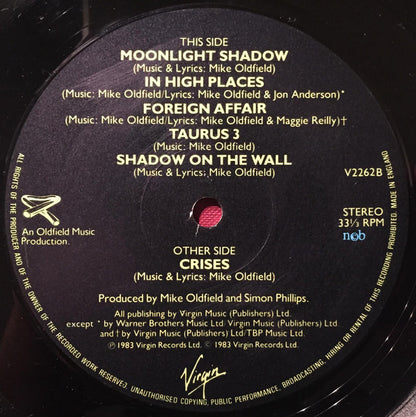 THIS SIDE
MOONLIGHT SHADOW
(Music & Lyrics: Mike Oldfield)
IN HIGH PLACES
(Music: Mike Oldfield/Lyrics: Mike Oldfield & Jon Anderson)*
FOREIGN AFFAIR
(Music: Mike Oldfield/Lyrics: Mike Oldfield & Maggie Reilly)†
TAURUS 3
(Music: Mike Oldfield)
SHADOW ON THE WALL
(Music & Lyrics: Mike Oldfield)
V2262B
An Oldfield Music
Production.
STEREO
33⅓ RPM
ncb
OTHER SIDE
CRISES
(Music & Lyrics: Mike Oldfield)
Produced by Mike Oldfield and Simon Phillips.
All publishing by Virgin Music (Publishers) Ltd.
except * by Warner Brothers Music Ltd. Virgin Music (Publishers) Ltd.
and † by Virgin Music (Publishers) Ltd/TBP Music Ltd.
℗ 1983 Virgin Records Ltd. © 1983 Virgin Records Ltd.
Virgin
ALL RIGHTS OF THE PRODUCER AND OF THE OWNER OF THE RECORDED WORK RESERVED. UNAUTHORISED COPYING, PUBLIC PERFORMANCE, BROADCASTING, HIRING OR RENTAL OF THIS RECORDING PROHIBITED. MADE IN ENGLAND